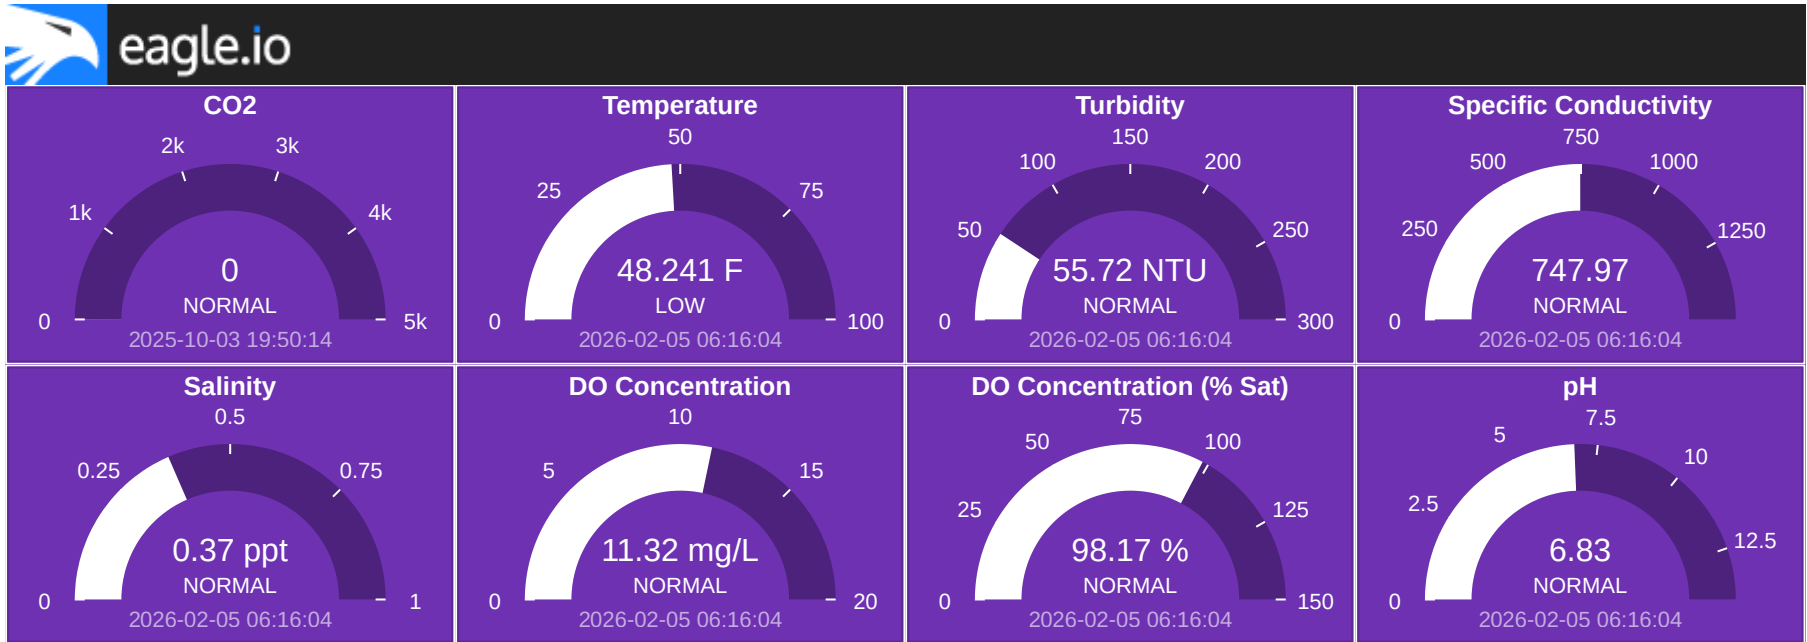 eagle.io
CO2
2k
3k
1k
4k
0
NORMAL
0
5k
2025-10-03 19:50:14
Temperature
50
25
75
48.241 F
LOW
0
100
2026-02-05 06:16:04
Turbidity
150
100
200
50
250
55.72 NTU
NORMAL
0
300
2026-02-05 06:16:04
Specific Conductivity
750
500
1000
250
1250
747.97
NORMAL
0
2026-02-05 06:16:04
Salinity
0.5
0.25
0.75
0.37 ppt
NORMAL
0
1
2026-02-05 06:16:04
DO Concentration
10
5
15
11.32 mg/L
NORMAL
0
20
2026-02-05 06:16:04
DO Concentration (% Sat)
75
50
100
25
125
98.17 %
NORMAL
0
150
2026-02-05 06:16:04
pH
7.5
5
10
2.5
12.5
6.83
NORMAL
0
2026-02-05 06:16:04